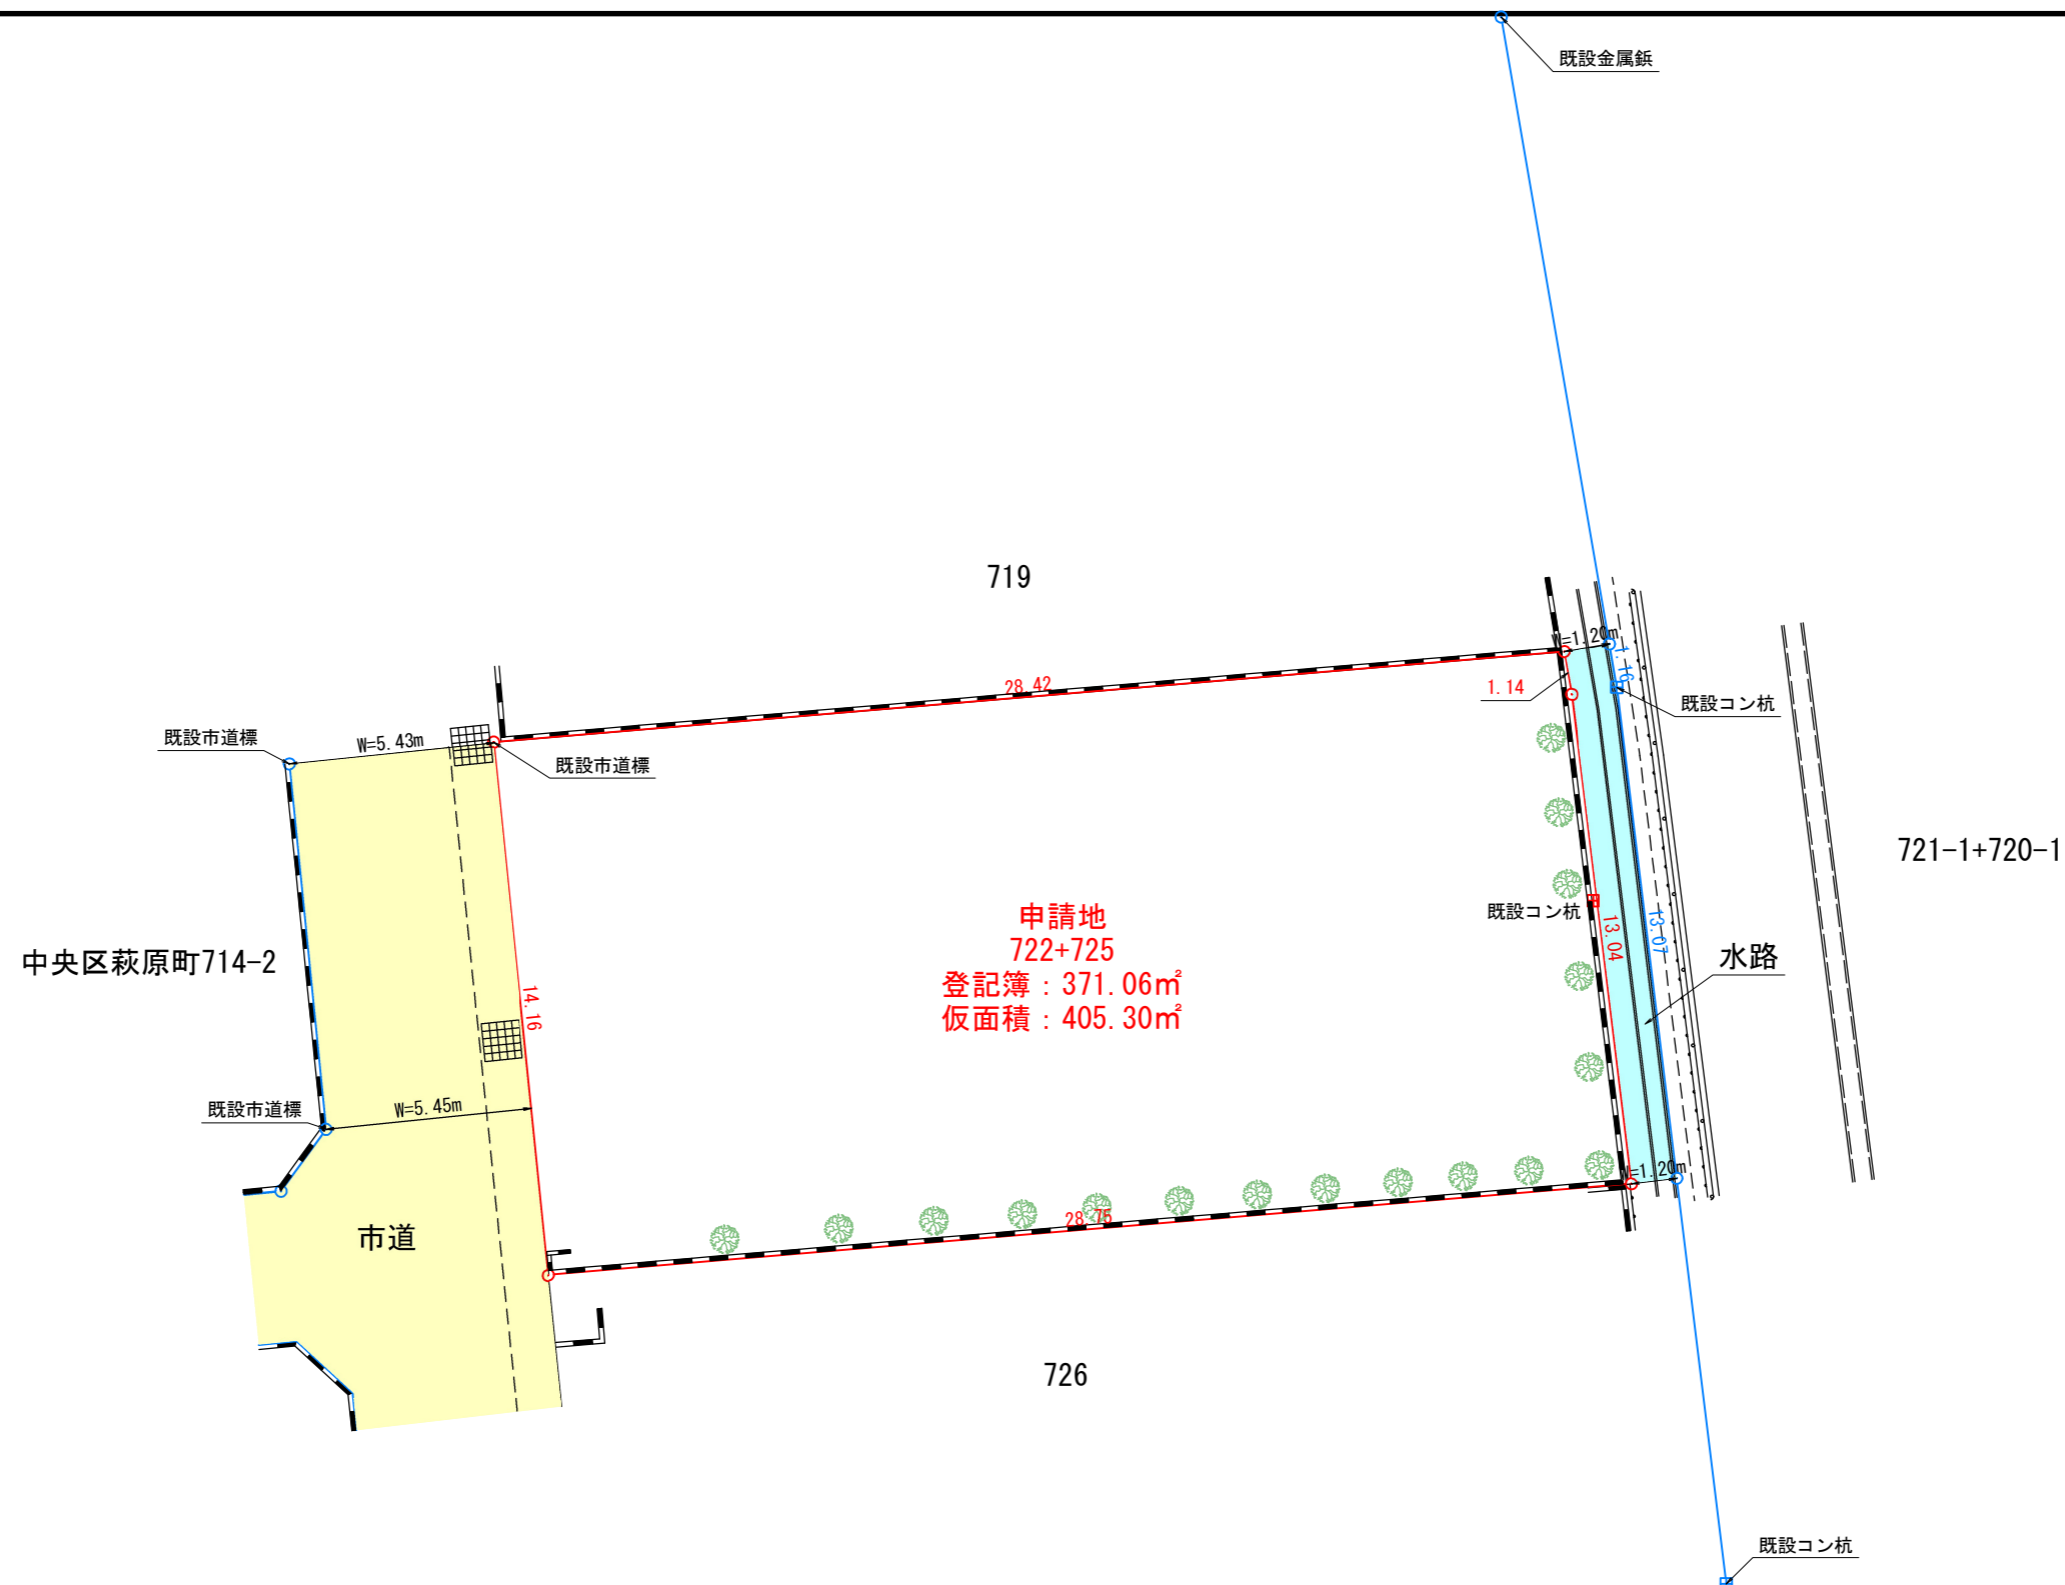 既設金属鋲
719
W=1.20m
28.42
1.16
1.14
既設コン杭
既設市道標
W=5.43m
既設市道標
721-1+720-1
申請地
722+725
登記簿：371.06㎡
仮面積：405.30㎡
既設コン杭
13.04
13.07
水路
中央区萩原町714-2
14.16
既設市道標
W=5.45m
W=1.20m
28.75
市道
726
既設コン杭